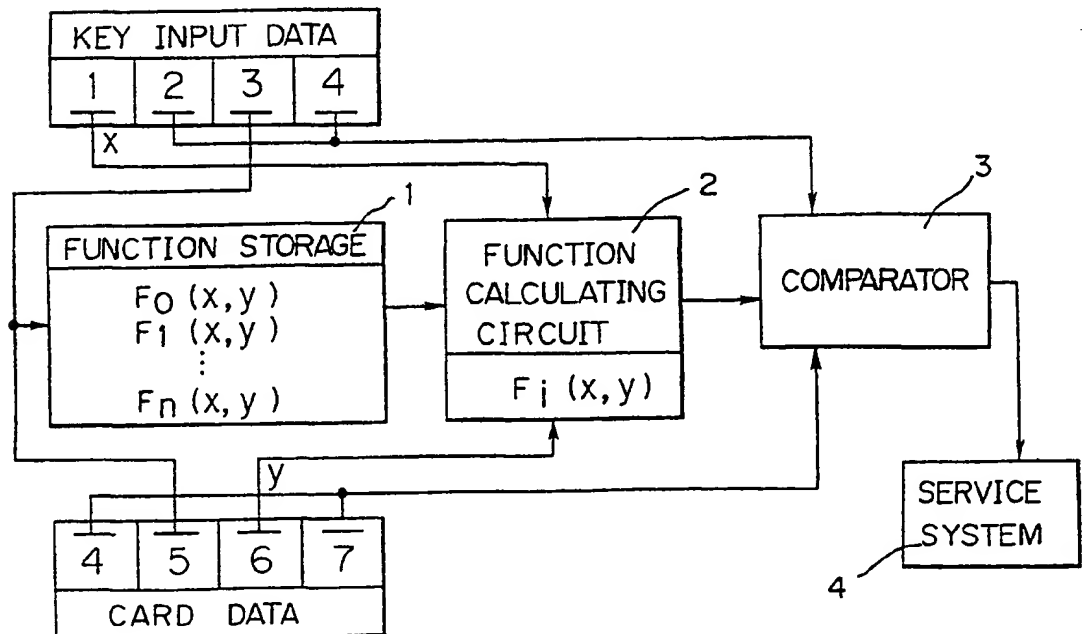 KEY INPUT DATA
1 2 3 4
x
1
FUNCTION STORAGE
F0 (x, y)
F1 (x, y)
⋮
Fn (x, y)
2
FUNCTION
CALCULATING
CIRCUIT
Fi (x, y)
3
COMPARATOR
y
4 5 6 7
CARD DATA
SERVICE
SYSTEM
4